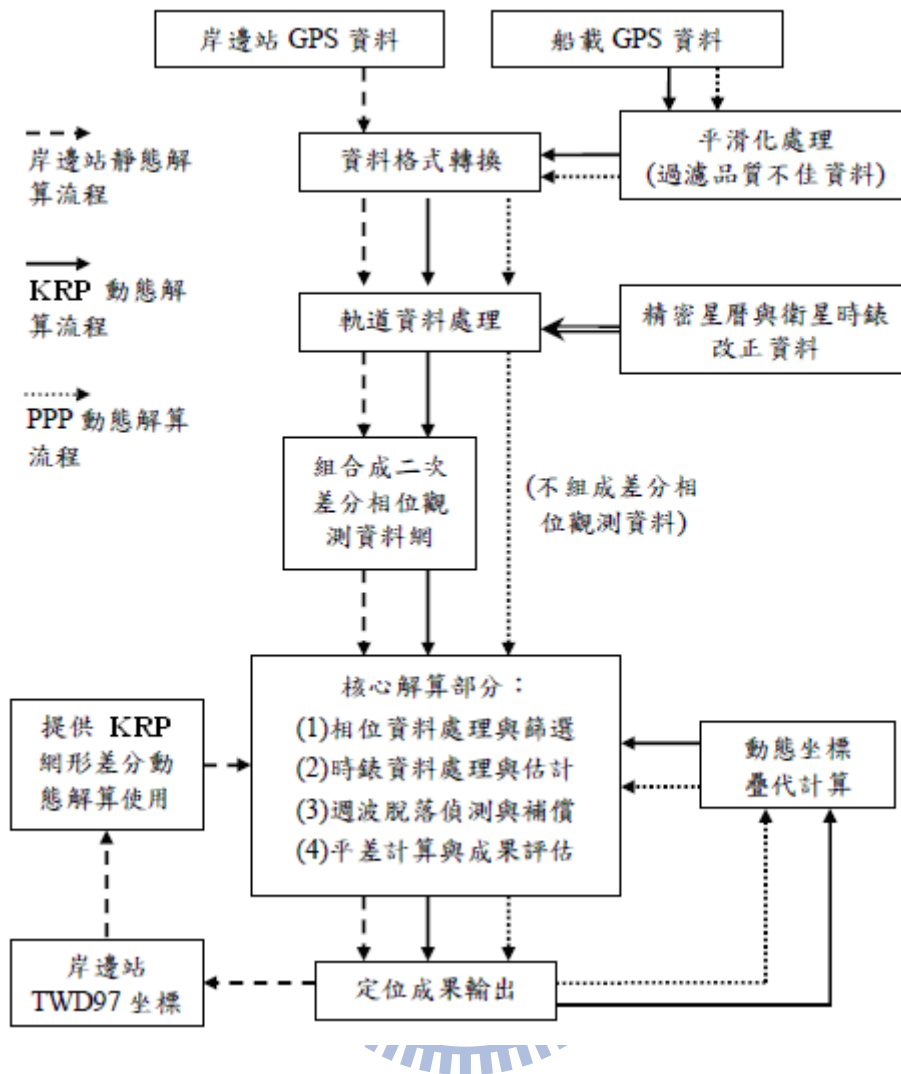 岸邊站 GPS 資料
船載 GPS 資料
岸邊站靜態解
算流程
資料格式轉換
平滑化處理
(過濾品質不佳資料)
KRP 動態解
算流程
軌道資料處理
精密星曆與衛星時錶
改正資料
PPP 動態解算
流程
組合成二次
差分相位觀
測資料網
(不組成差分相
位觀測資料)
核心解算部分：
(1)相位資料處理與篩選
(2)時錶資料處理與估計
(3)週波脫落偵測與補償
(4)平差計算與成果評估
提供 KRP
網形差分動
態解算使用
動態坐標
疊代計算
岸邊站
TWD97 坐標
定位成果輸出